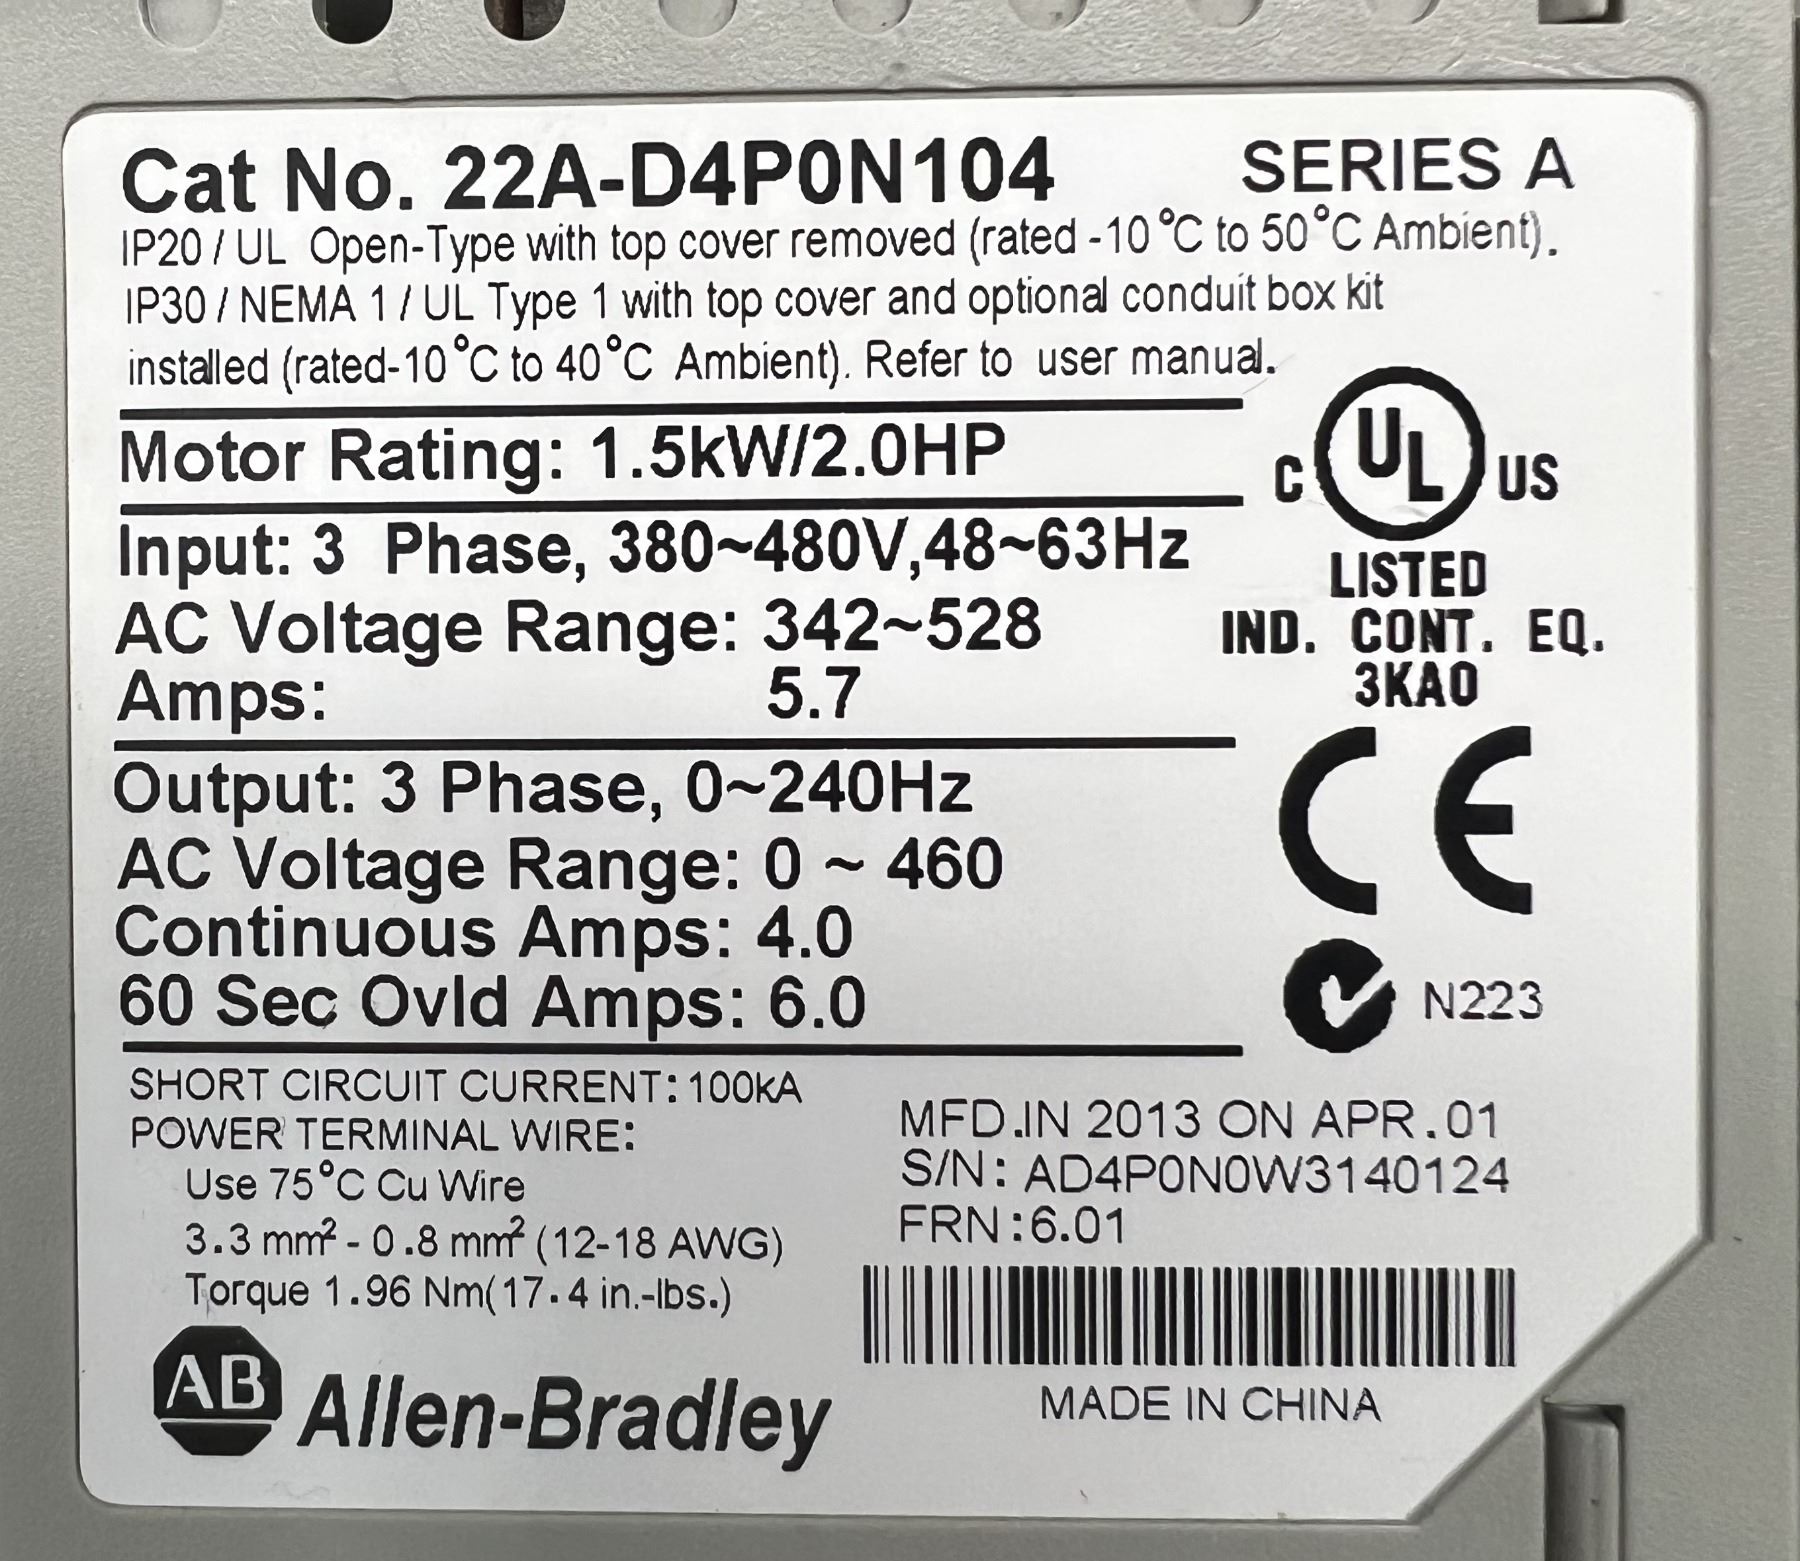 Cat No. 22A-D4P0N104 SERIES A
IP20 / UL Open-Type with top cover removed (rated -10°C to 50°C Ambient).
IP30 / NEMA 1 / UL Type 1 with top cover and optional conduit box kit
installed (rated-10°C to 40°C Ambient). Refer to user manual.
Motor Rating: 1.5kW/2.0HP
C UL US
LISTED
IND. CONT. EQ.
3KA0
Input: 3 Phase, 380~480V,48~63Hz
AC Voltage Range: 342~528
Amps: 5.7
Output: 3 Phase, 0~240Hz
AC Voltage Range: 0 ~ 460
Continuous Amps: 4.0
60 Sec Ovld Amps: 6.0
CE
N223
SHORT CIRCUIT CURRENT: 100kA
POWER TERMINAL WIRE:
Use 75°C Cu Wire
3.3 mm² - 0.8 mm² (12-18 AWG)
Torque 1.96 Nm(17.4 in.-lbs.)
MFD.IN 2013 ON APR.01
S/N: AD4P0N0W3140124
FRN:6.01
AB Allen-Bradley
MADE IN CHINA